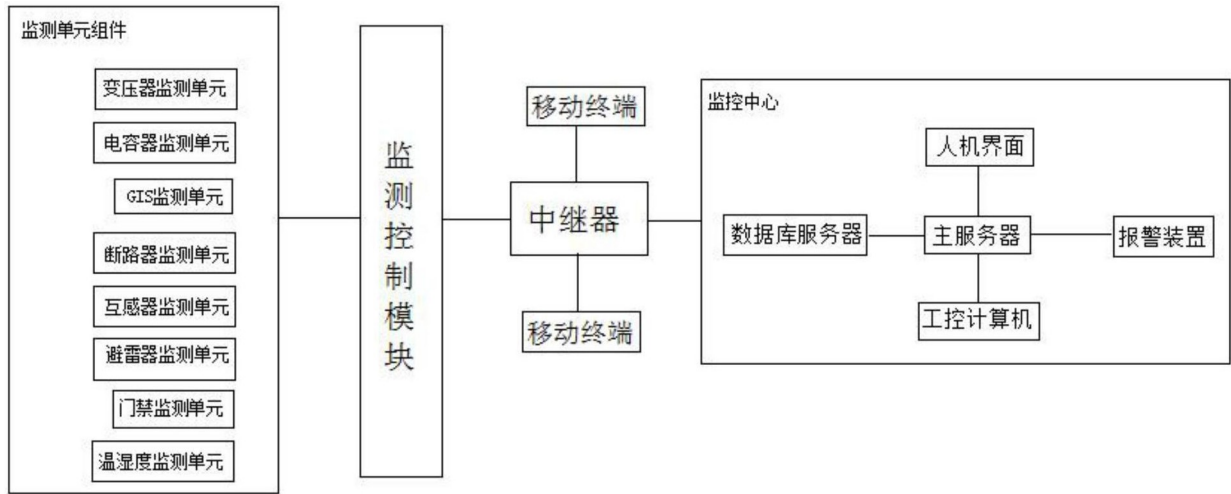 监测单元组件
变压器监测单元
电容器监测单元
GIS监测单元
断路器监测单元
互感器监测单元
避雷器监测单元
门禁监测单元
温湿度监测单元
监测控制模块
移动终端
中继器
移动终端
监控中心
人机界面
数据库服务器
主服务器
报警装置
工控计算机